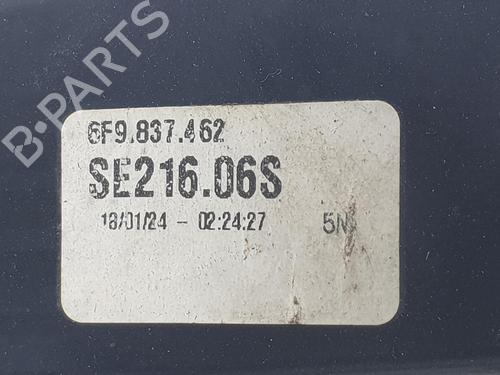 B-PARTS
6F9.837.462
SE216.06S
18/01/24 - 02:24:27 5N